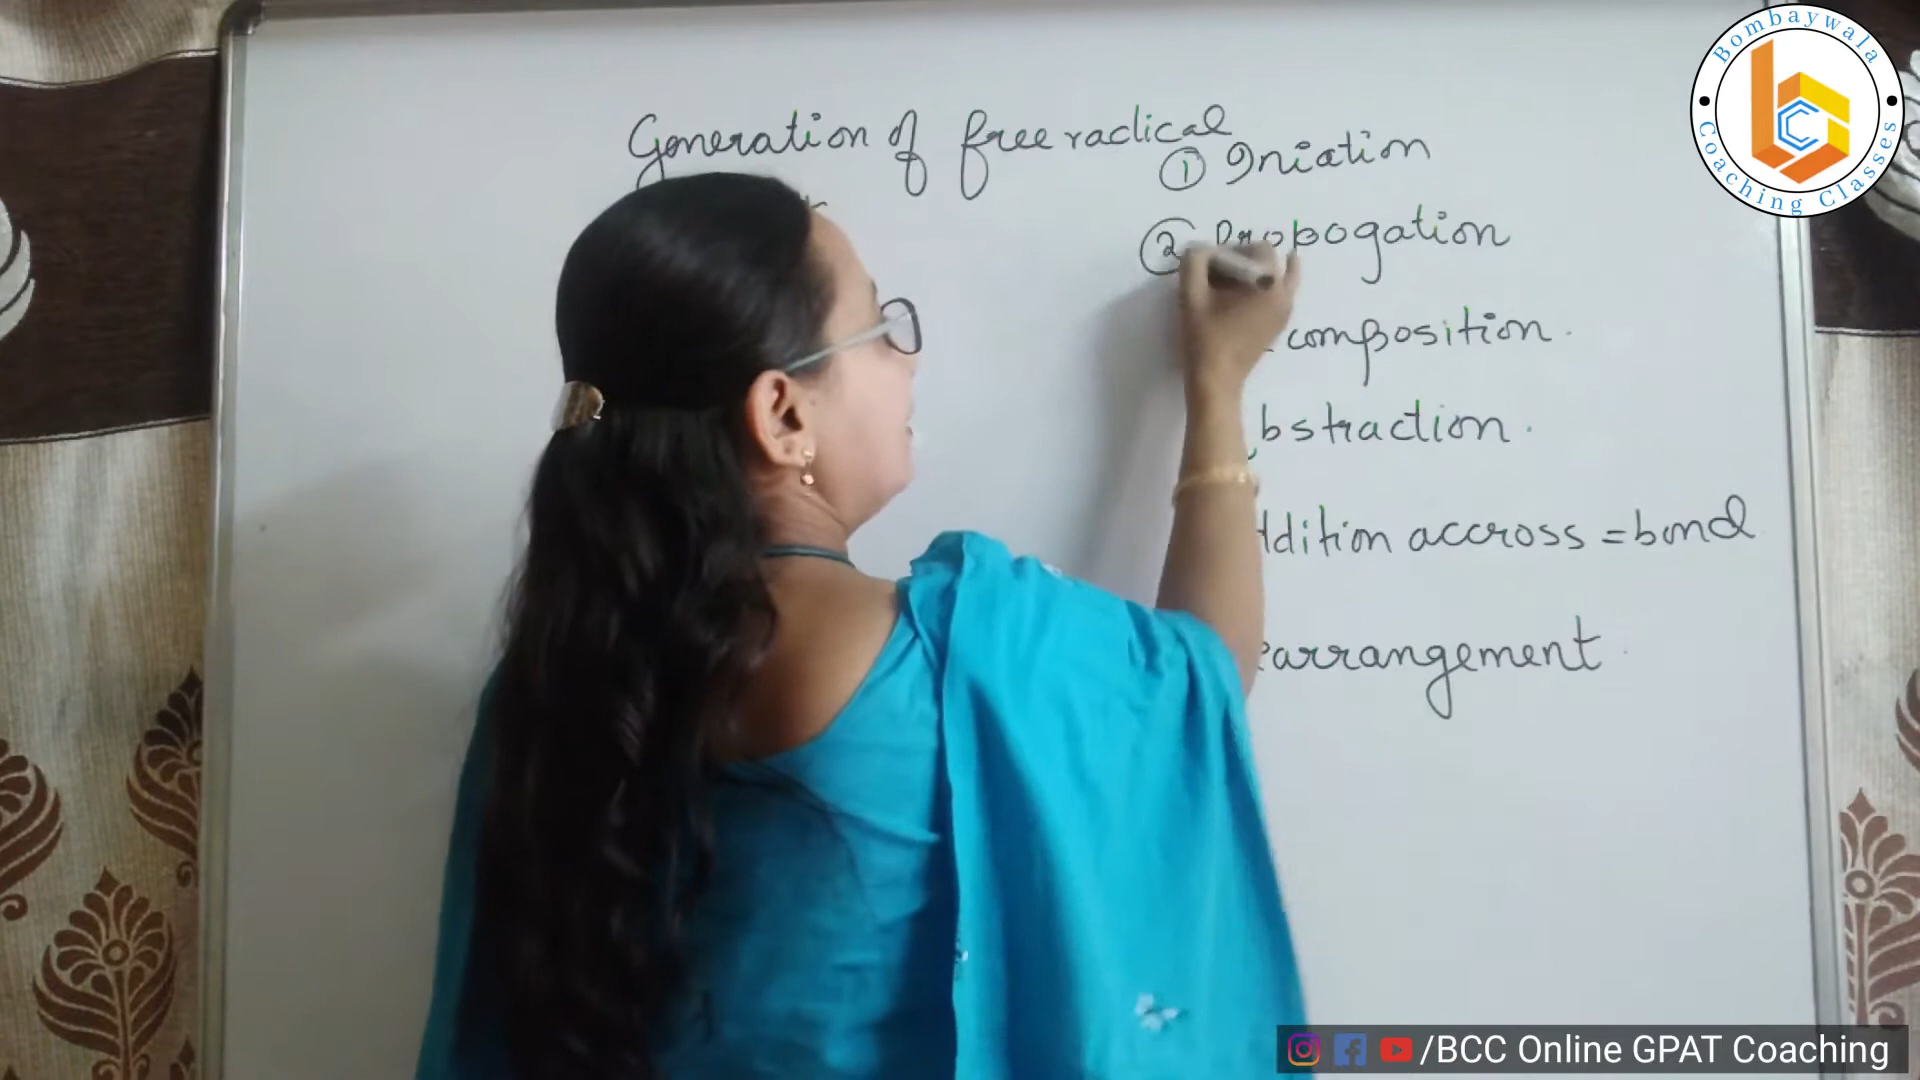 Generation of free radical
① Iniation
② Propogation
composition.
bstraction.
ddition accross = bond
earrangement
Bombaywala
Coaching Classes
/BCC Online GPAT Coaching